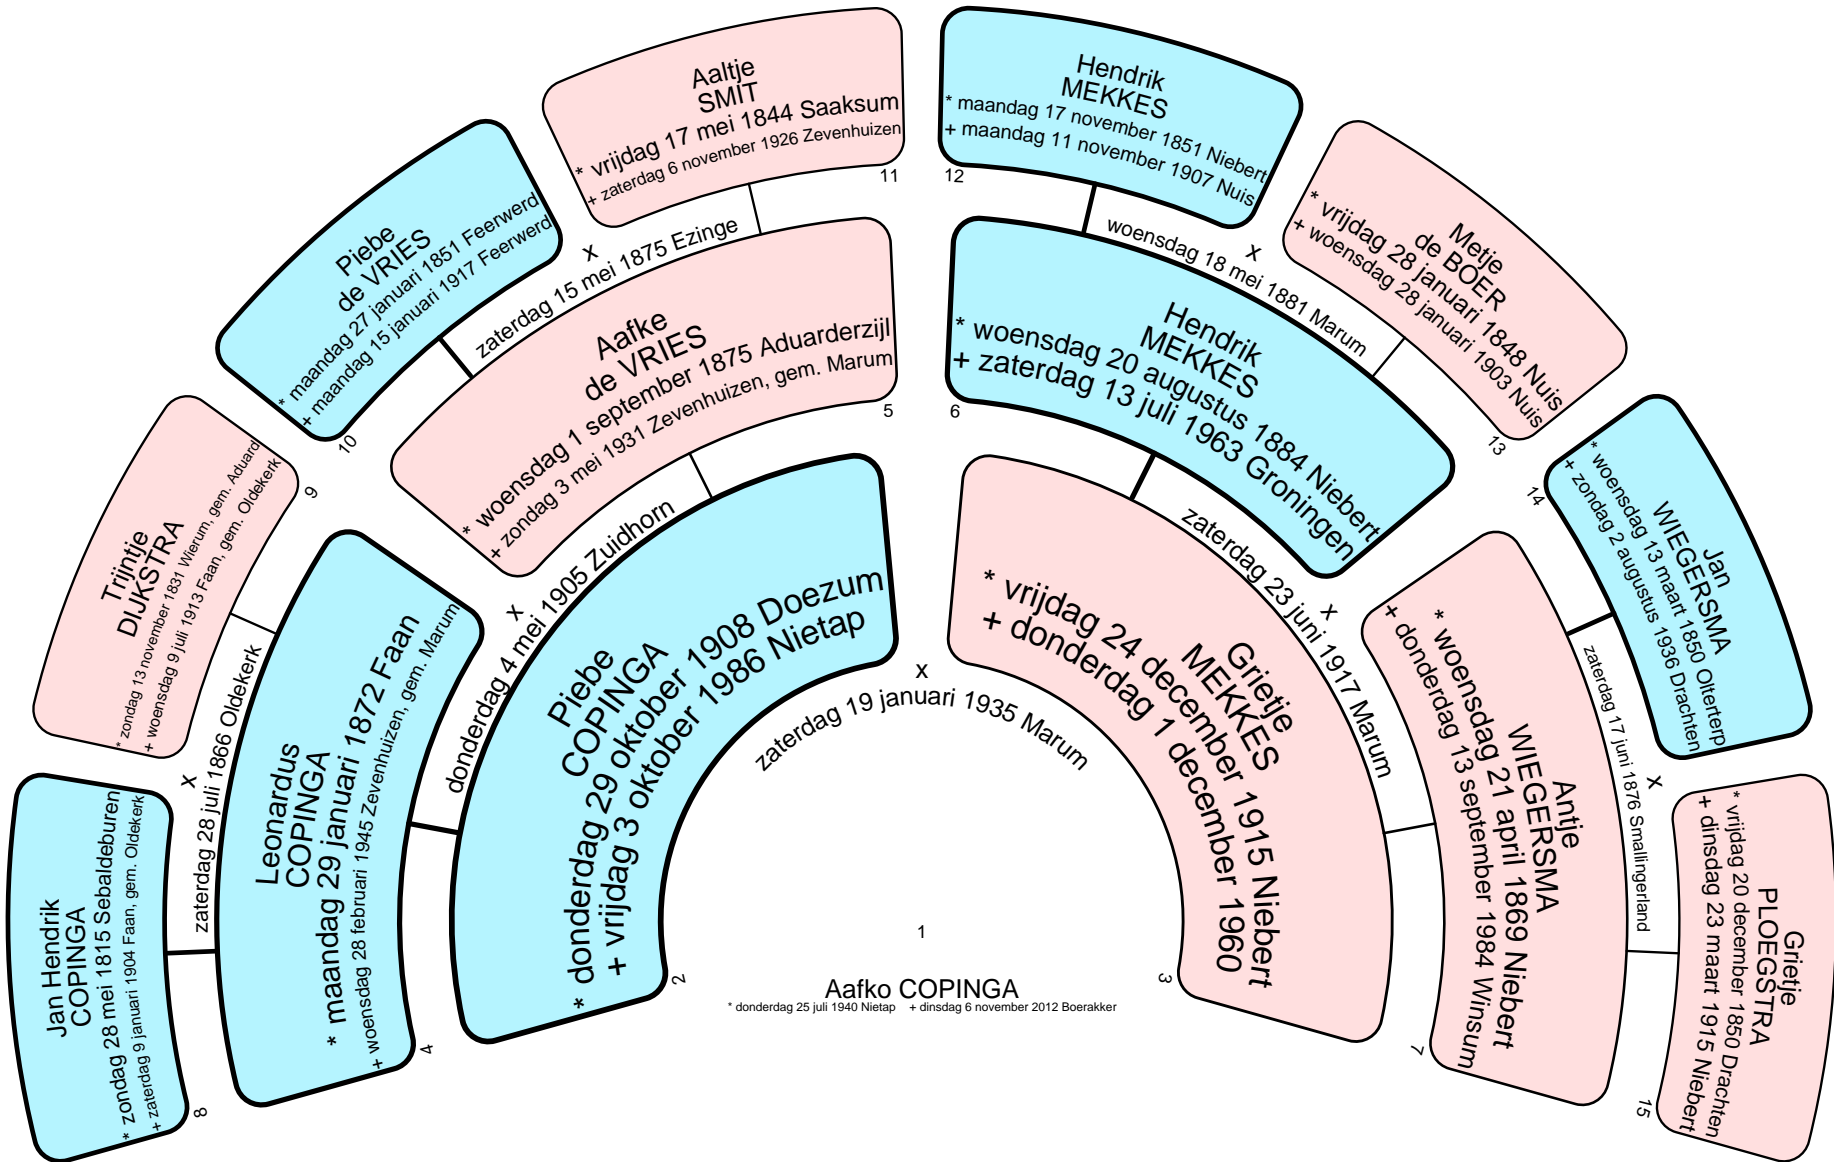 1
Aafko COPINGA
* donderdag 25 juli 1940 Nietap + dinsdag 6 november 2012 Boerakker
Piebe
COPINGA
* donderdag 29 oktober 1908 Doezum
+ vrijdag 3 oktober 1986 Nietap
2
x
zaterdag 19 januari 1935 Marum
Grietje
MEKKES
* vrijdag 24 december 1915 Niebert
+ donderdag 1 december 1960
3
Leonardus
COPINGA
* maandag 29 januari 1872 Faan
+ woensdag 28 februari 1945 Zevenhuizen, gem. Marum
4
x
donderdag 4 mei 1905 Zuidhorn
Aafke
de VRIES
* woensdag 1 september 1875 Aduarderzijl
+ zondag 3 mei 1931 Zevenhuizen, gem. Marum
5
Hendrik
MEKKES
* woensdag 20 augustus 1884 Niebert
+ zaterdag 13 juli 1963 Groningen
6
x
zaterdag 23 juni 1917 Marum
Antje
WIEGERSMA
* woensdag 21 april 1869 Niebert
+ donderdag 13 september 1984 Winsum
7
Jan Hendrik
COPINGA
* zondag 28 mei 1815 Sebaldeburen
+ zaterdag 9 januari 1904 Faan, gem. Oldekerk
8
x
zaterdag 28 juli 1866 Oldekerk
Trijntje
DIJKSTRA
* zondag 13 november 1831 Wierum, gem. Aduard
+ woensdag 9 juli 1913 Faan, gem. Oldekerk
9
Piebe
de VRIES
* maandag 27 januari 1851 Feerwerd
+ maandag 15 januari 1917 Feerwerd
10
x
zaterdag 15 mei 1875 Ezinge
Aaltje
SMIT
* vrijdag 17 mei 1844 Saaksum
+ zaterdag 6 november 1926 Zevenhuizen
11
Hendrik
MEKKES
* maandag 17 november 1851 Niebert
+ maandag 11 november 1907 Nuis
12
x
woensdag 18 mei 1881 Marum
Metje
de BOER
* vrijdag 28 januari 1848 Nuis
+ woensdag 28 januari 1903 Nuis
13
Jan
WIEGERSMA
* woensdag 13 maart 1850 Olterterp
+ zondag 2 augustus 1936 Drachten
14
x
zaterdag 17 juni 1876 Smallingerland
Grietje
PLOEGSTRA
* vrijdag 20 december 1850 Drachten
+ dinsdag 23 maart 1915 Niebert
15